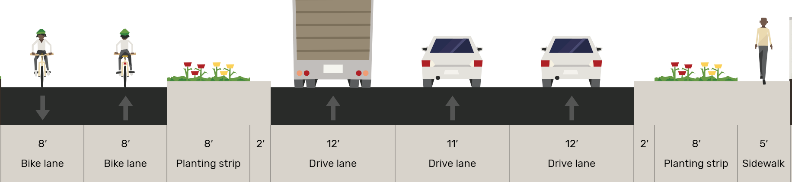 8' 8' 8' 2' 12' 11' 12' 2' 8' 5'
Bike lane Bike lane Planting strip Drive lane Drive lane Drive lane Planting strip Sidewalk